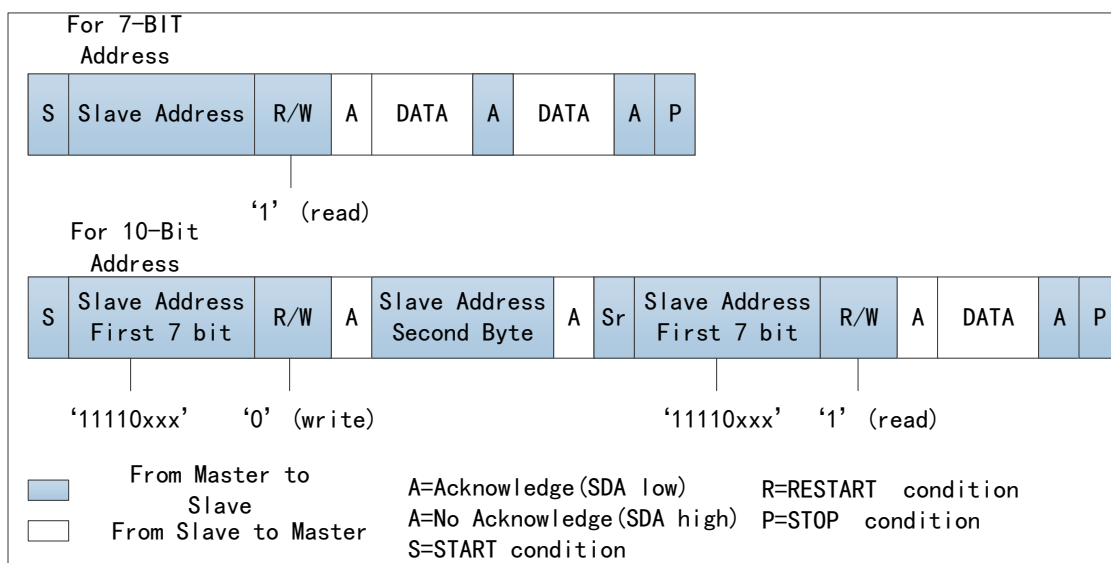 For 7-BIT
Address
S Slave Address R/W A DATA A DATA A P
‘1’ (read)
For 10-Bit
Address
S Slave Address First 7 bit R/W A Slave Address Second Byte A Sr Slave Address First 7 bit R/W A DATA A P
‘11110xxx’ ‘0’ (write) ‘11110xxx’ ‘1’ (read)
From Master to
Slave
From Slave to Master
A=Acknowledge(SDA low)
A=No Acknowledge(SDA high)
S=START condition
R=RESTART condition
P=STOP condition